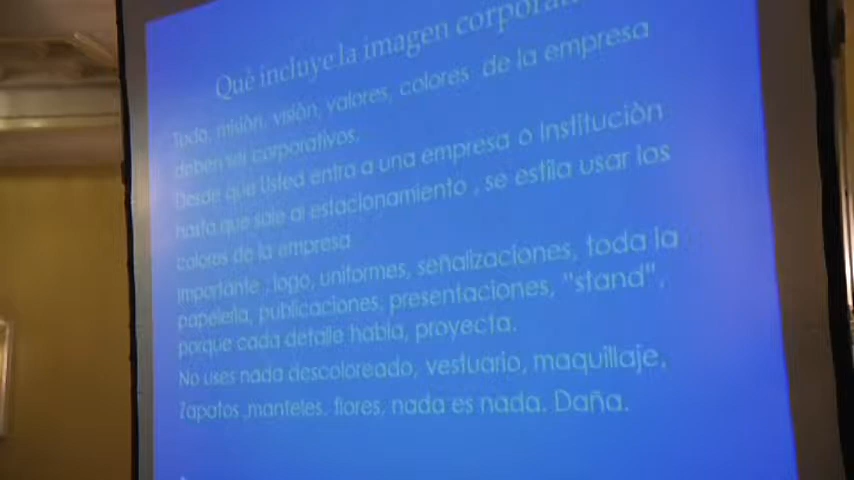 Qué incluye la imagen
Todo, misión, visiòn, valores, colores de la empresa
deben ser corporativos.
Desde que Usted entra a una empresa o Instituciòn
hasta que sale al estacionamiento , se estila usar los
colores de la empresa
Importante : logo, uniformes, señalizaciones, toda la
papelería, publicaciones, presentaciones, "stand",
porque cada detalle habla, proyecta.
No uses nada descoloreado, vestuario, maquillaje,
Zapatos ,manteles, flores, nada es nada. Daña.